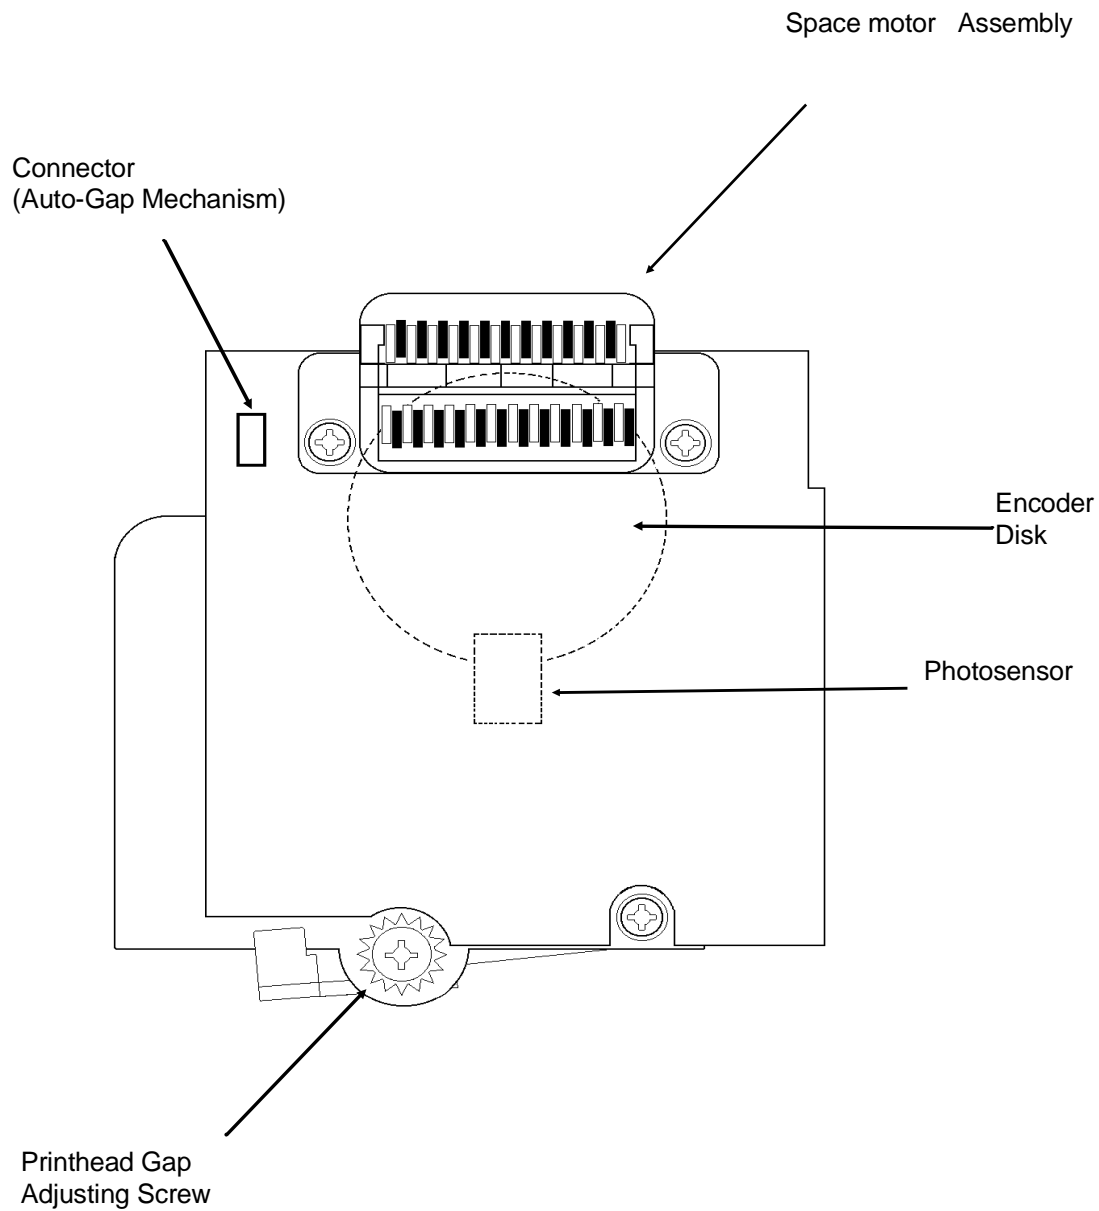 Space motor Assembly
Connector
(Auto-Gap Mechanism)
Encoder
Disk
Photosensor
Printhead Gap
Adjusting Screw